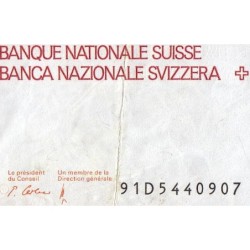 BANQUE NATIONALE SUISSE
BANCA NAZIONALE SVIZZERA
Le président
du Conseil
Un membre de la
Direction générale
91D5440907